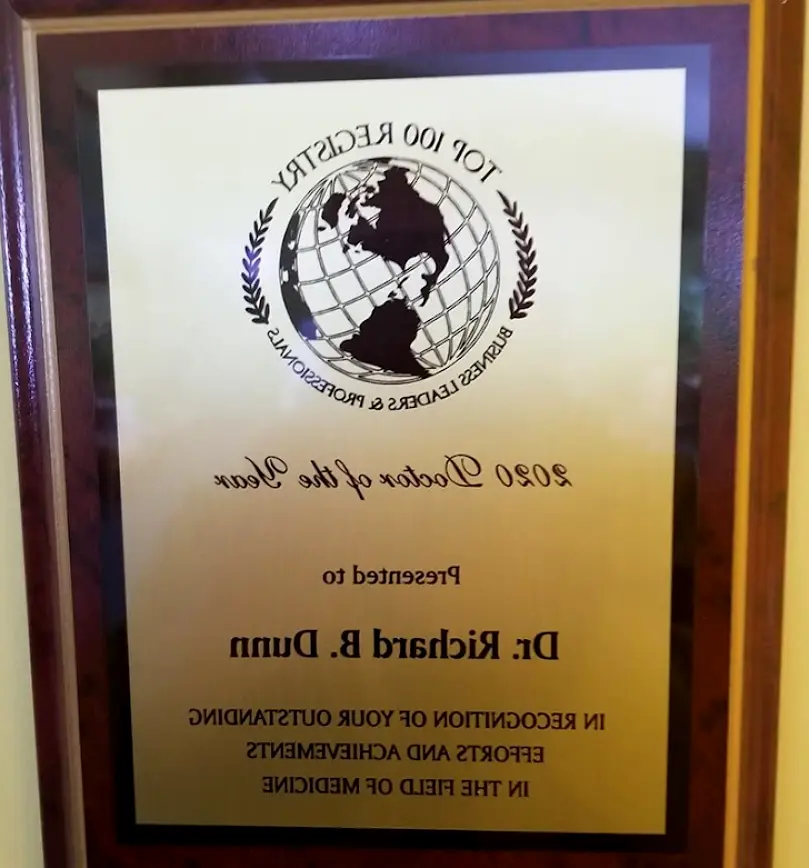 TOP 100 REGISTRY
BUSINESS LEADERS & PROFESSIONALS
2020 Doctor of the Year
Presented to
Dr. Richard B. Dunn
IN RECOGNITION OF YOUR OUTSTANDING
EFFORTS AND ACHIEVEMENTS
IN THE FIELD OF MEDICINE